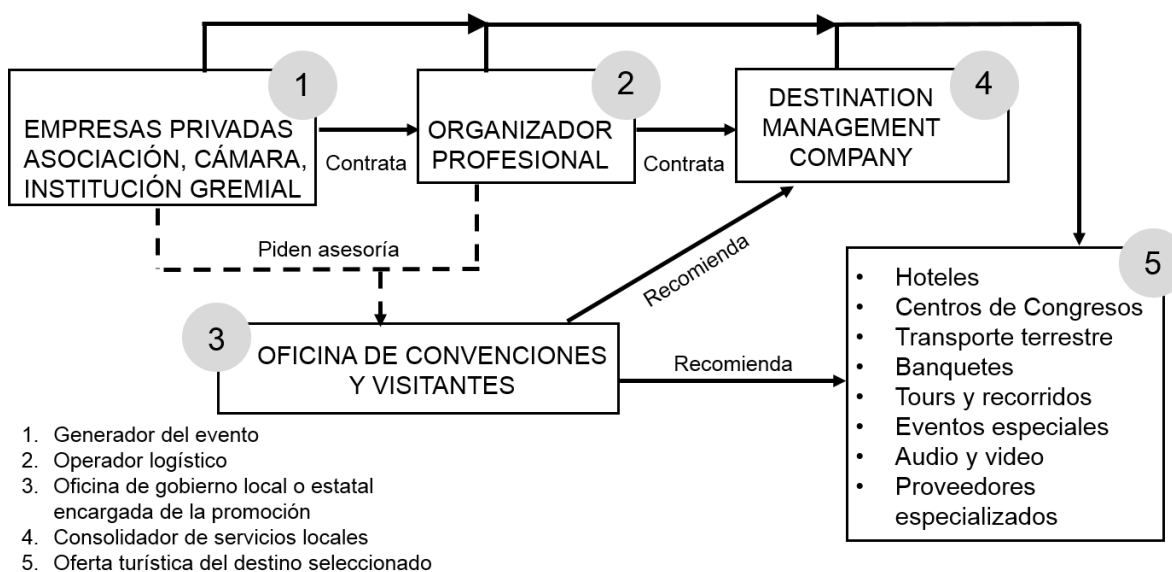 1
EMPRESAS PRIVADAS
ASOCIACIÓN, CÁMARA,
INSTITUCIÓN GREMIAL
Contrata
2
ORGANIZADOR
PROFESIONAL
Contrata
4
DESTINATION
MANAGEMENT
COMPANY
Piden asesoría
Recomienda
3
OFICINA DE CONVENCIONES
Y VISITANTES
Recomienda
5
• Hoteles
• Centros de Congresos
• Transporte terrestre
• Banquetes
• Tours y recorridos
• Eventos especiales
• Audio y video
• Proveedores
especializados
1. Generador del evento
2. Operador logístico
3. Oficina de gobierno local o estatal
encargada de la promoción
4. Consolidador de servicios locales
5. Oferta turística del destino seleccionado